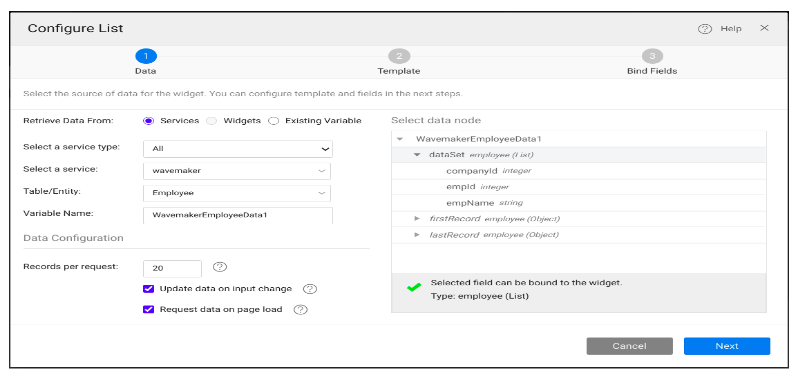 Configure List
? Help ×
1 2 3
Data Template Bind Fields
Select the source of data for the widget. You can configure template and fields in the next steps.
Retrieve Data From: Services Widgets Existing Variable
Select a service type: All
Select a service: wavemaker
Table/Entity: Employee
Variable Name: WavemakerEmployeeData1
Data Configuration
Records per request: 20 ?
Update data on input change ?
Request data on page load ?
Select data node
WavemakerEmployeeData1
dataSet employee (List)
companyId integer
empId integer
empName string
firstRecord employee (Object)
lastRecord employee (Object)
Selected field can be bound to the widget.
Type: employee (List)
Cancel Next